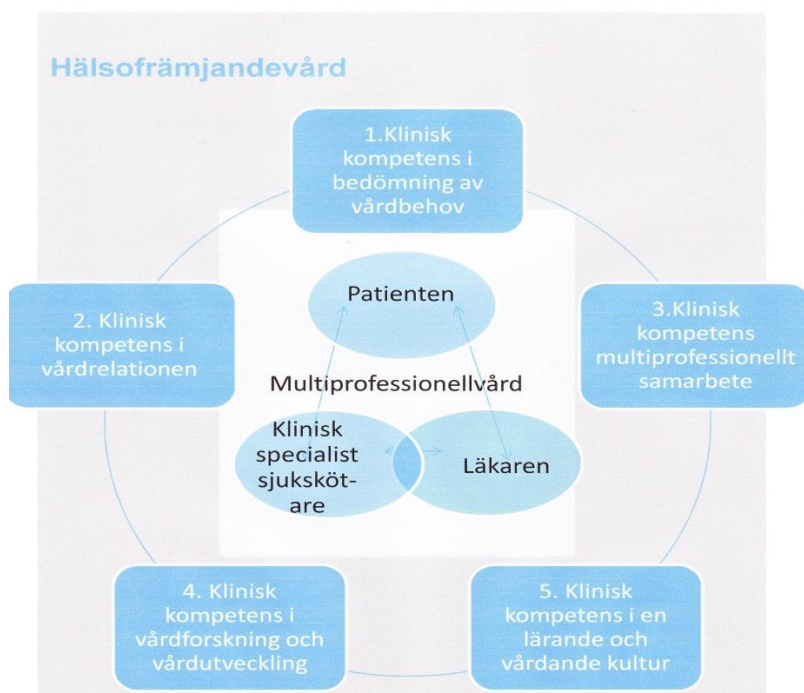 Hälsofrämjandevård
1.Klinisk
kompetens i
bedömning av
vårdbehov
2. Klinisk
kompetens i
vårdrelationen
3.Klinisk
kompetens
multiprofessionellt
samarbete
Patienten
Multiprofessionellvård
Klinisk
specialist
sjuksköt-
are
Läkaren
4. Klinisk
kompetens i
vårdforskning och
vårdutveckling
5. Klinisk
kompetens i en
lärande och
vårdande kultur